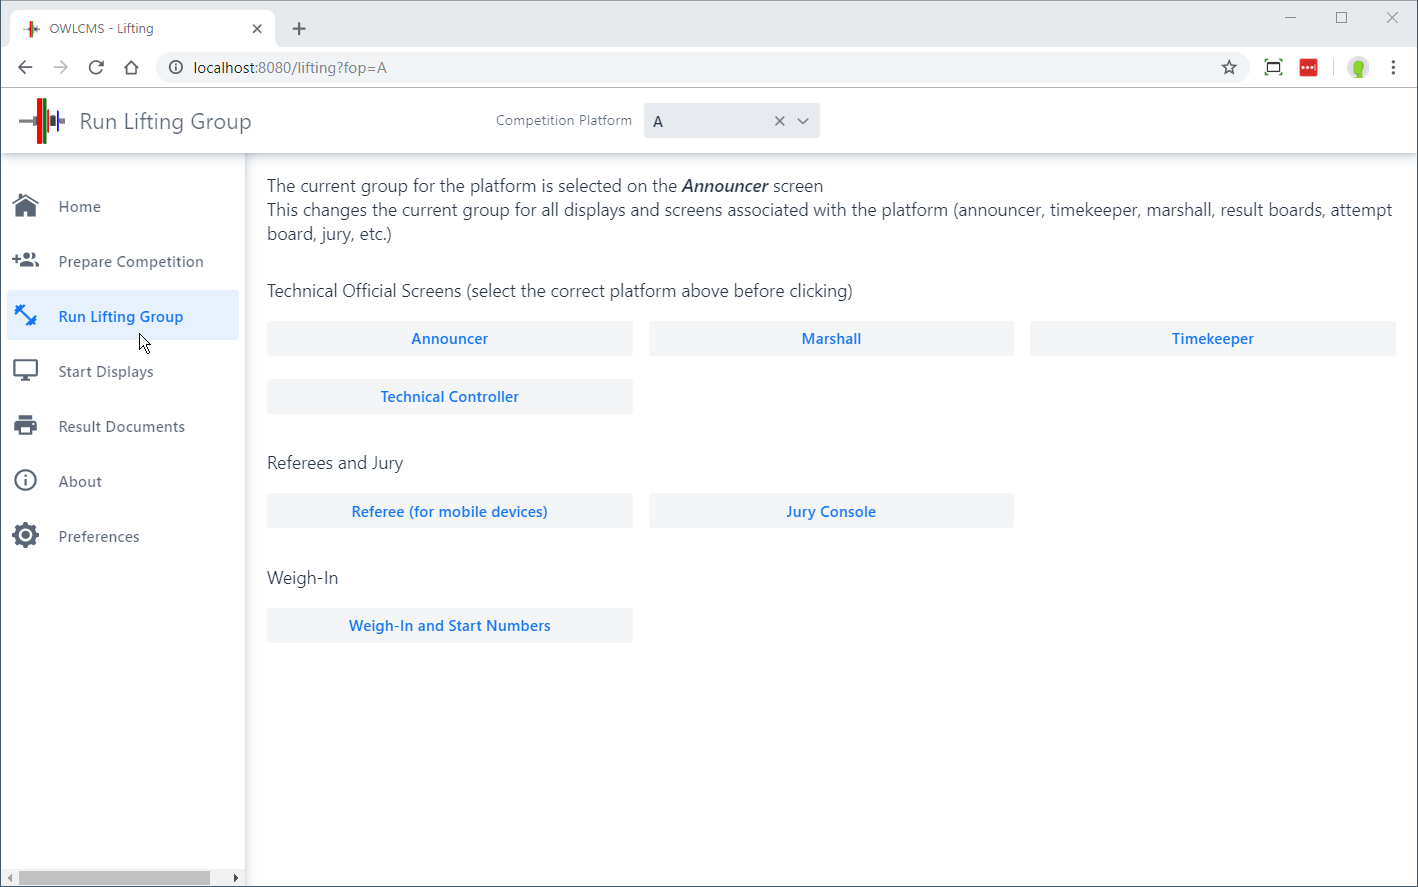 OWLCMS - Lifting
localhost:8080/lifting?fop=A
Run Lifting Group
Competition Platform
A
Home
Prepare Competition
Run Lifting Group
Start Displays
Result Documents
About
Preferences
The current group for the platform is selected on the Announcer screen
This changes the current group for all displays and screens associated with the platform (announcer, timekeeper, marshall, result boards, attempt
board, jury, etc.)
Technical Official Screens (select the correct platform above before clicking)
Announcer
Marshall
Timekeeper
Technical Controller
Referees and Jury
Referee (for mobile devices)
Jury Console
Weigh-In
Weigh-In and Start Numbers